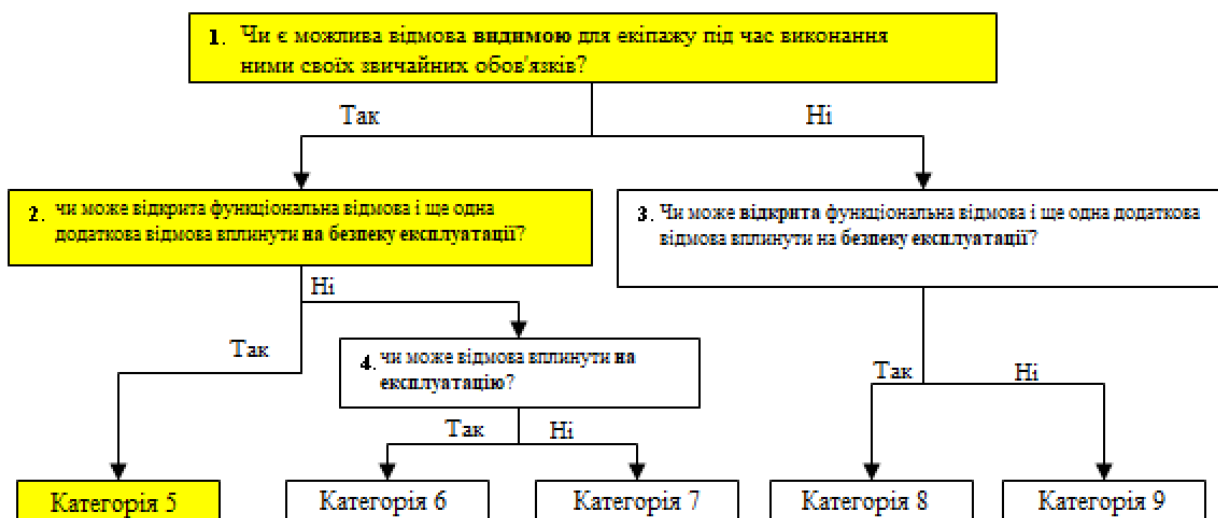 1. Чи є можлива відмова видимою для екіпажу під час виконання
ними своїх звичайних обов'язків?
Так
Ні
2. чи може відкрита функціональна відмова і ще одна
додаткова відмова вплинути на безпеку експлуатації?
3. Чи може відкрита функціональна відмова і ще одна додаткова
відмова вплинути на безпеку експлуатації?
Ні
Так
4. чи може відмова вплинути на
експлуатацію?
Так
Ні
Так
Ні
Категорія 5
Категорія 6
Категорія 7
Категорія 8
Категорія 9